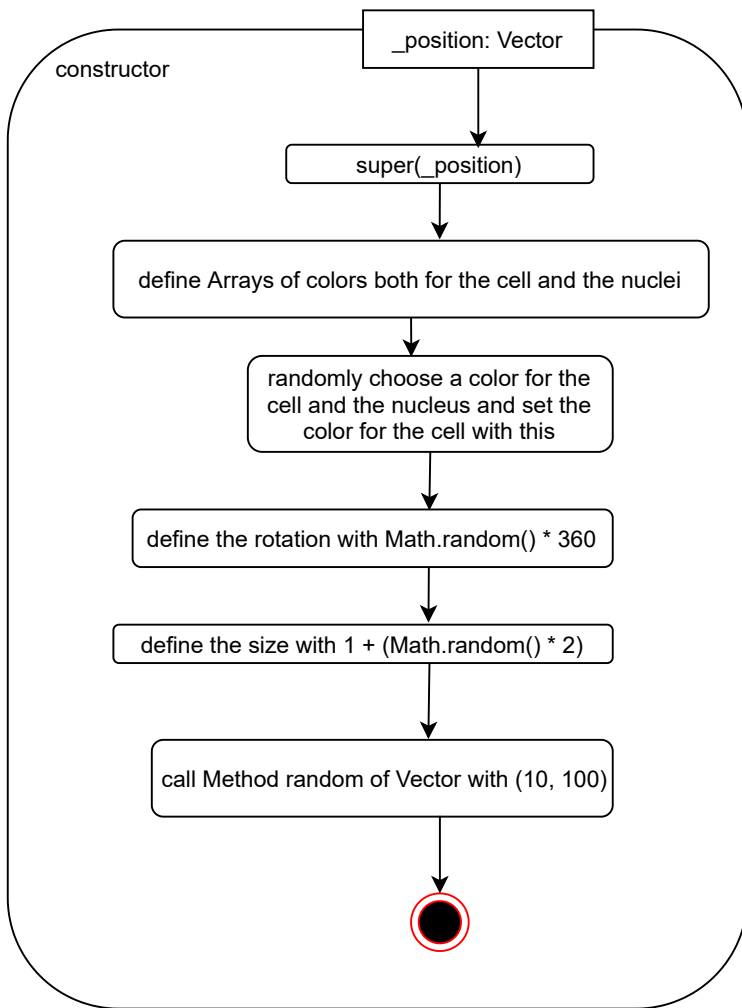 _position: Vector
constructor
super(_position)
define Arrays of colors both for the cell and the nuclei
randomly choose a color for the
cell and the nucleus and set the
color for the cell with this
define the rotation with Math.random() * 360
define the size with 1 + (Math.random() * 2)
call Method random of Vector with (10, 100)